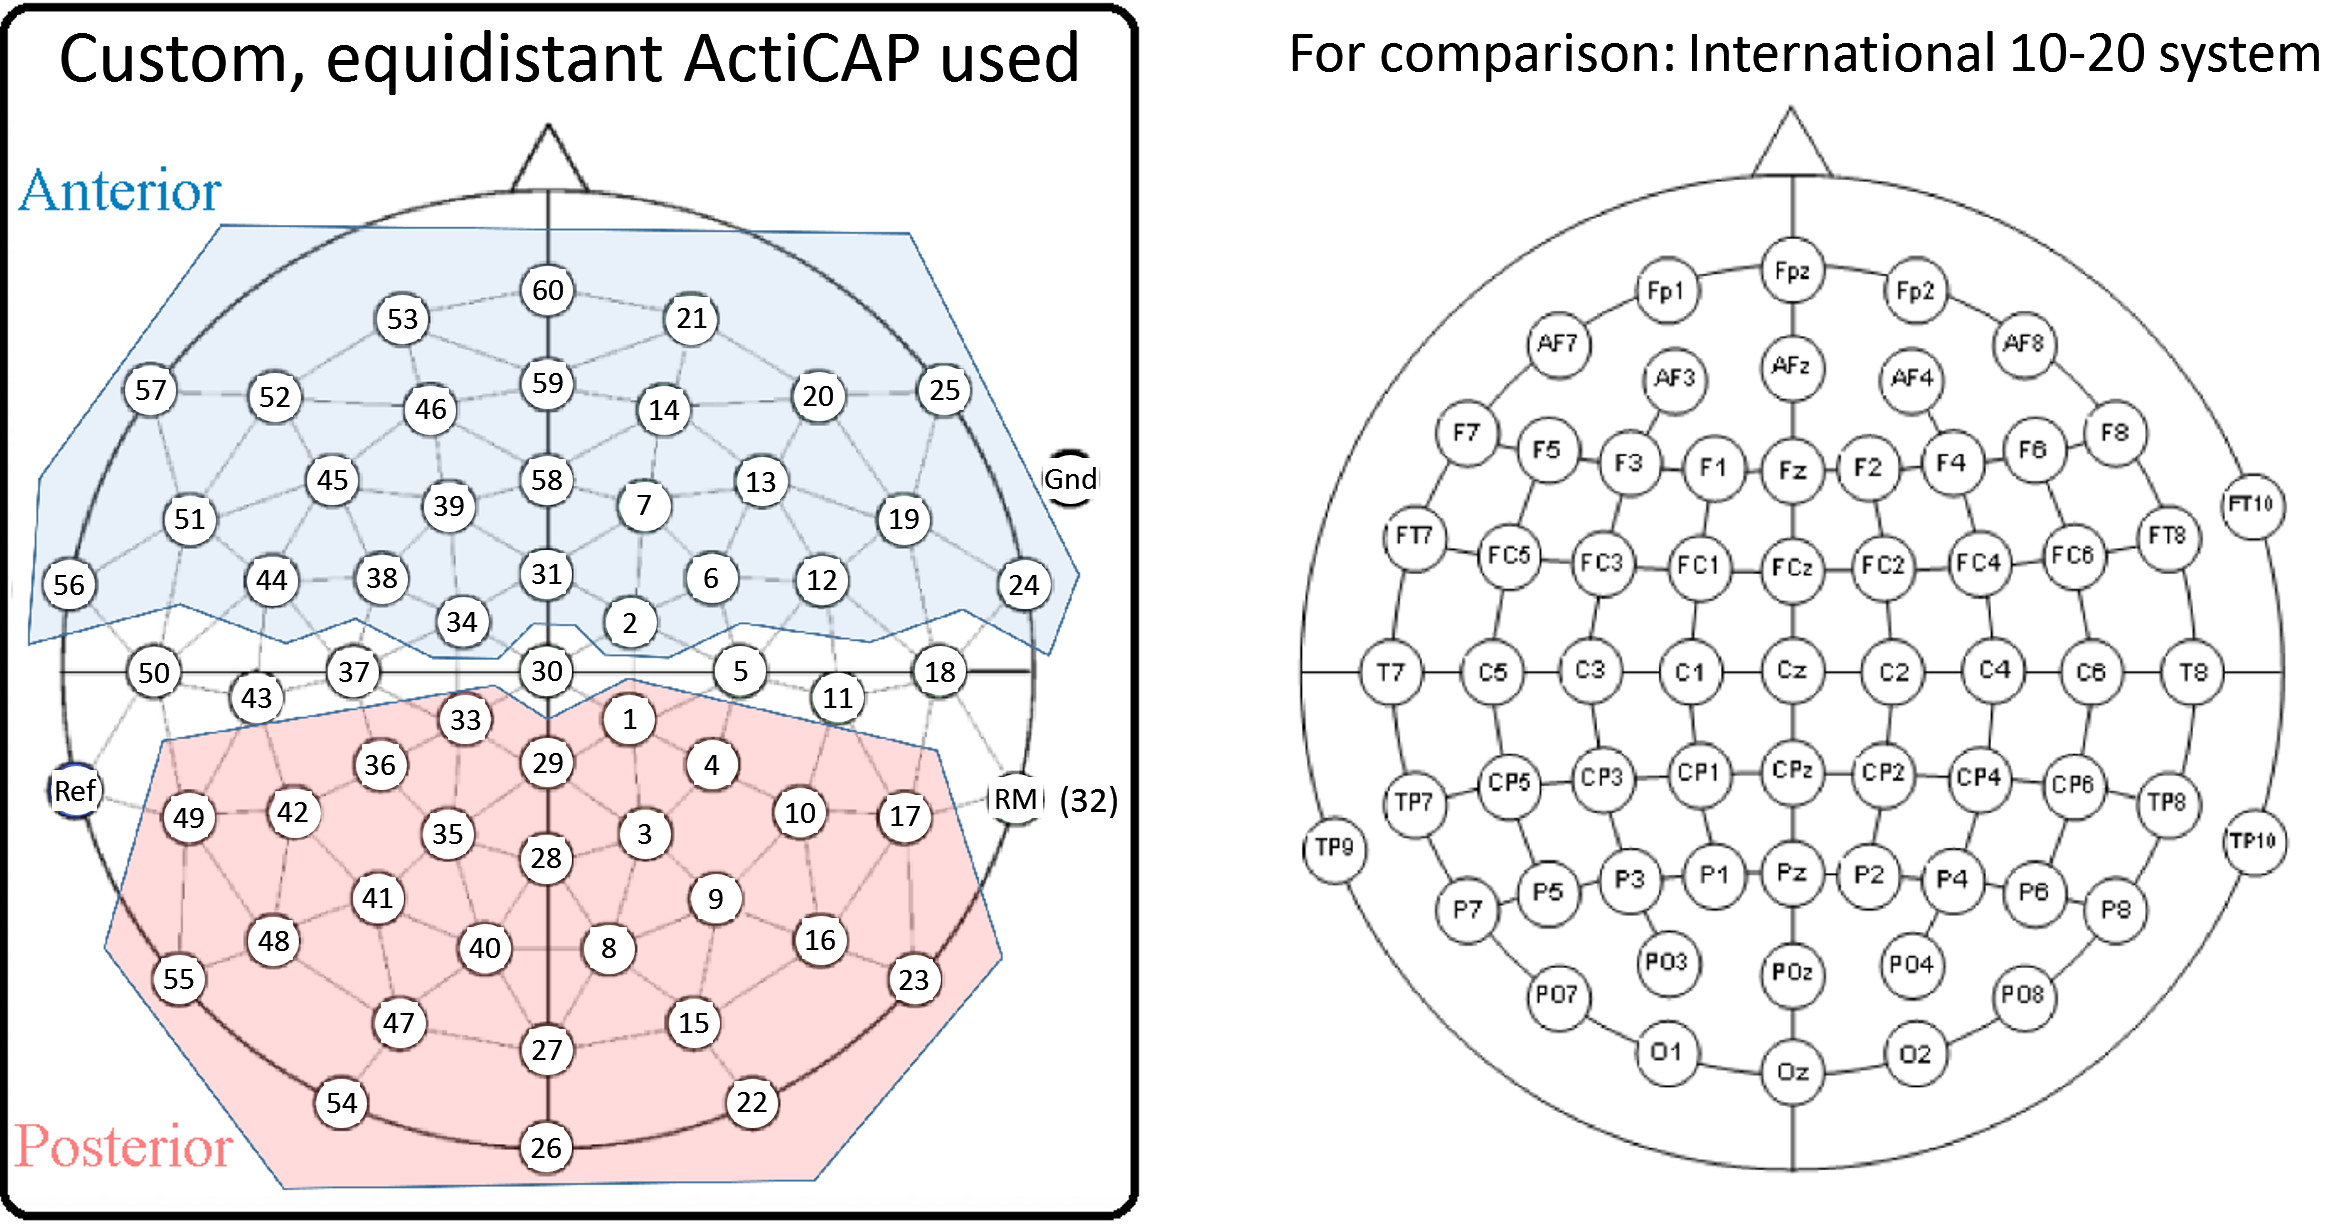 Custom, equidistant ActiCAP used
For comparison: International 10-20 system
Anterior
60
53 21
59
57 52 46 14 20 25
45 58 13
Gnd
51 39 7 19
56 44 38 31 6 12 24
34 2
50 37 30 5 18
43 11
33 1
36 29 4
Ref RM (32)
49 42 35 3 10 17
28
41 9
48 40 8 16
55 23
47 15
27
54 22
Posterior
26
Fpz
Fp1 Fp2
AF7 AFz AF8
AF3 AF4
F7 F5 F3 F1 Fz F2 F4 F6 F8
FT10
FT7 FC5 FC3 FC1 FCz FC2 FC4 FC6 FT8
T7 C5 C3 C1 Cz C2 C4 C6 T8
TP7 CP5 CP3 CP1 CPz CP2 CP4 CP6 TP8
TP9 TP10
P7 P5 P3 P1 Pz P2 P4 P6 P8
PO3 POz PO4
PO7 PO8
O1 Oz O2